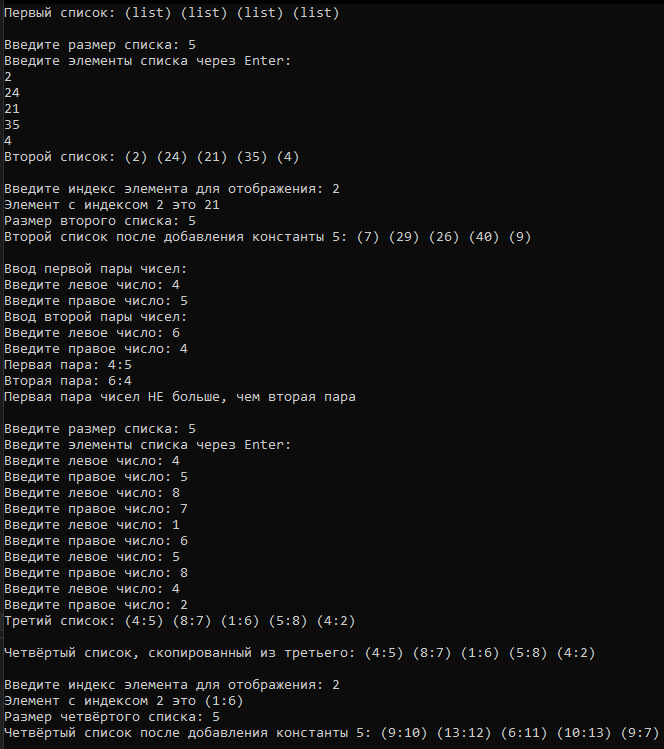 Первый список: (list) (list) (list) (list)
Введите размер списка: 5
Введите элементы списка через Enter:
2
24
21
35
4
Второй список: (2) (24) (21) (35) (4)
Введите индекс элемента для отображения: 2
Элемент с индексом 2 это 21
Размер второго списка: 5
Второй список после добавления константы 5: (7) (29) (26) (40) (9)
Ввод первой пары чисел:
Введите левое число: 4
Введите правое число: 5
Ввод второй пары чисел:
Введите левое число: 6
Введите правое число: 4
Первая пара: 4:5
Вторая пара: 6:4
Первая пара чисел НЕ больше, чем вторая пара
Введите размер списка: 5
Введите элементы списка через Enter:
Введите левое число: 4
Введите правое число: 5
Введите левое число: 8
Введите правое число: 7
Введите левое число: 1
Введите правое число: 6
Введите левое число: 5
Введите правое число: 8
Введите левое число: 4
Введите правое число: 2
Третий список: (4:5) (8:7) (1:6) (5:8) (4:2)
Четвёртый список, скопированный из третьего: (4:5) (8:7) (1:6) (5:8) (4:2)
Введите индекс элемента для отображения: 2
Элемент с индексом 2 это (1:6)
Размер четвёртого списка: 5
Четвёртый список после добавления константы 5: (9:10) (13:12) (6:11) (10:13) (9:7)